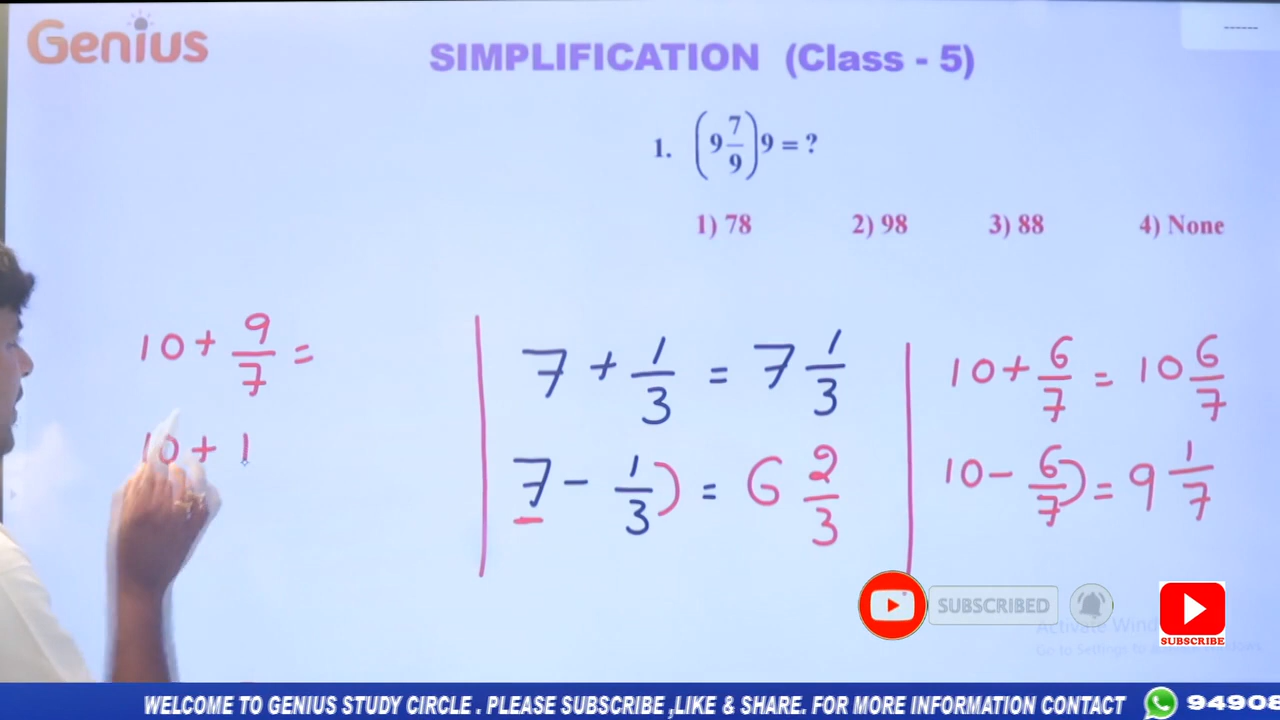 Genius
SIMPLIFICATION (Class - 5)
1. (9 7/9) 9 = ?
1) 78 2) 98 3) 88 4) None
10 + 9/7 =
10 + 1
7 + 1/3 = 7 1/3
7 - 1/3) = 6 2/3
10 + 6/7 = 10 6/7
10 - 6/7) = 9 1/7
SUBSCRIBED
SUBSCRIBE
WELCOME TO GENIUS STUDY CIRCLE . PLEASE SUBSCRIBE ,LIKE & SHARE. FOR MORE INFORMATION CONTACT 94908